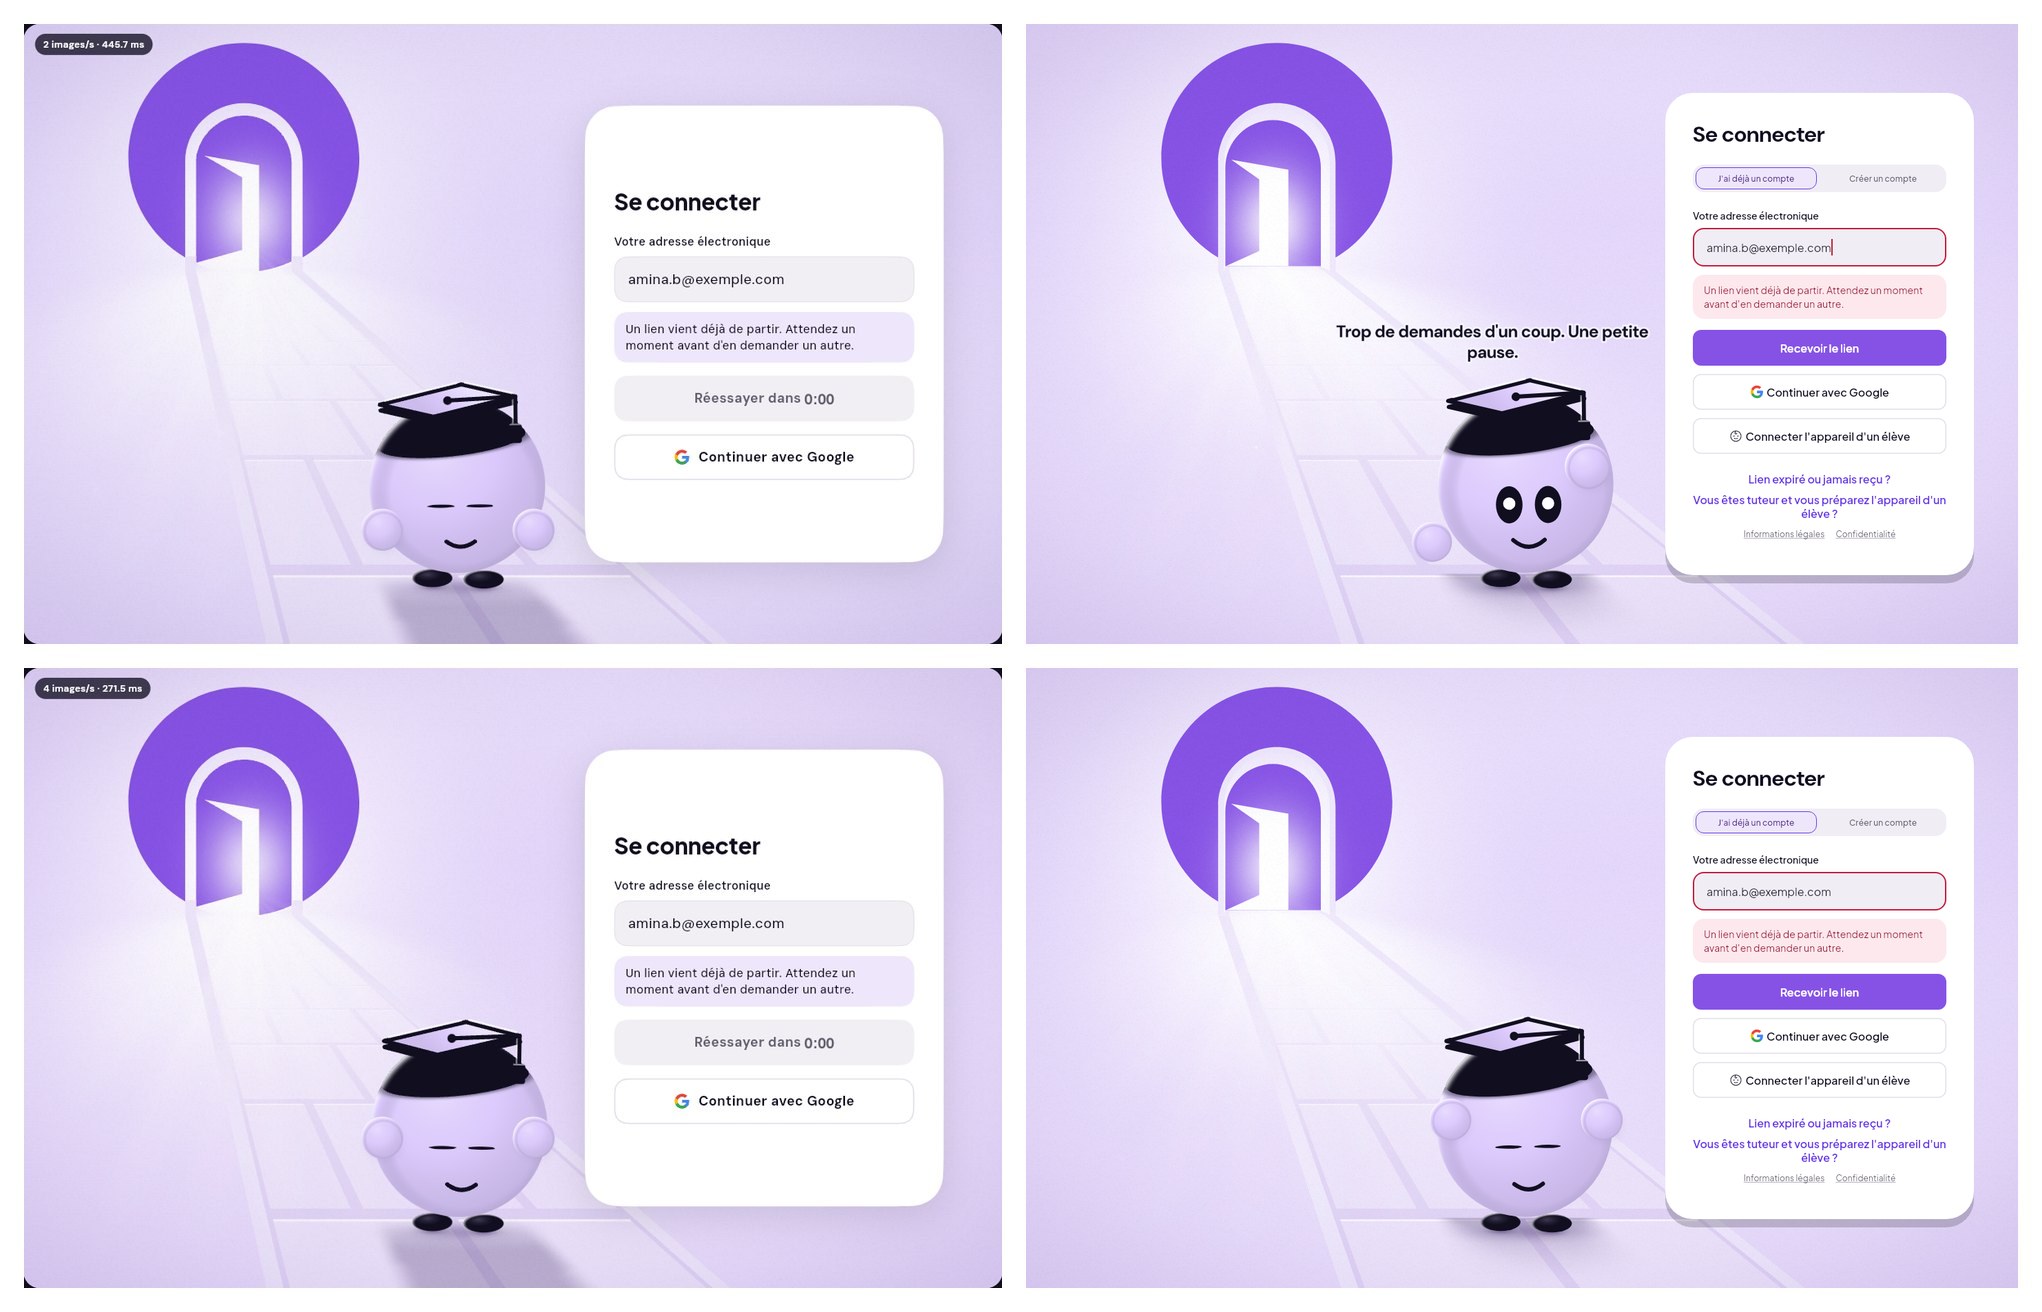 2 images/s · 445.7 ms
Se connecter
Votre adresse électronique
amina.b@exemple.com
Un lien vient déjà de partir. Attendez un
moment avant d'en demander un autre.
Réessayer dans 0:00
Continuer avec Google
Trop de demandes d'un coup. Une petite
pause.
Se connecter
J'ai déjà un compte
Créer un compte
Votre adresse électronique
amina.b@exemple.com
Un lien vient déjà de partir. Attendez un moment
avant d'en demander un autre.
Recevoir le lien
Continuer avec Google
Connecter l'appareil d'un élève
Lien expiré ou jamais reçu ?
Vous êtes tuteur et vous préparez l'appareil d'un
élève ?
Informations légales Confidentialité
4 images/s · 271.5 ms
Se connecter
Votre adresse électronique
amina.b@exemple.com
Un lien vient déjà de partir. Attendez un
moment avant d'en demander un autre.
Réessayer dans 0:00
Continuer avec Google
Se connecter
J'ai déjà un compte
Créer un compte
Votre adresse électronique
amina.b@exemple.com
Un lien vient déjà de partir. Attendez un moment
avant d'en demander un autre.
Recevoir le lien
Continuer avec Google
Connecter l'appareil d'un élève
Lien expiré ou jamais reçu ?
Vous êtes tuteur et vous préparez l'appareil d'un
élève ?
Informations légales Confidentialité